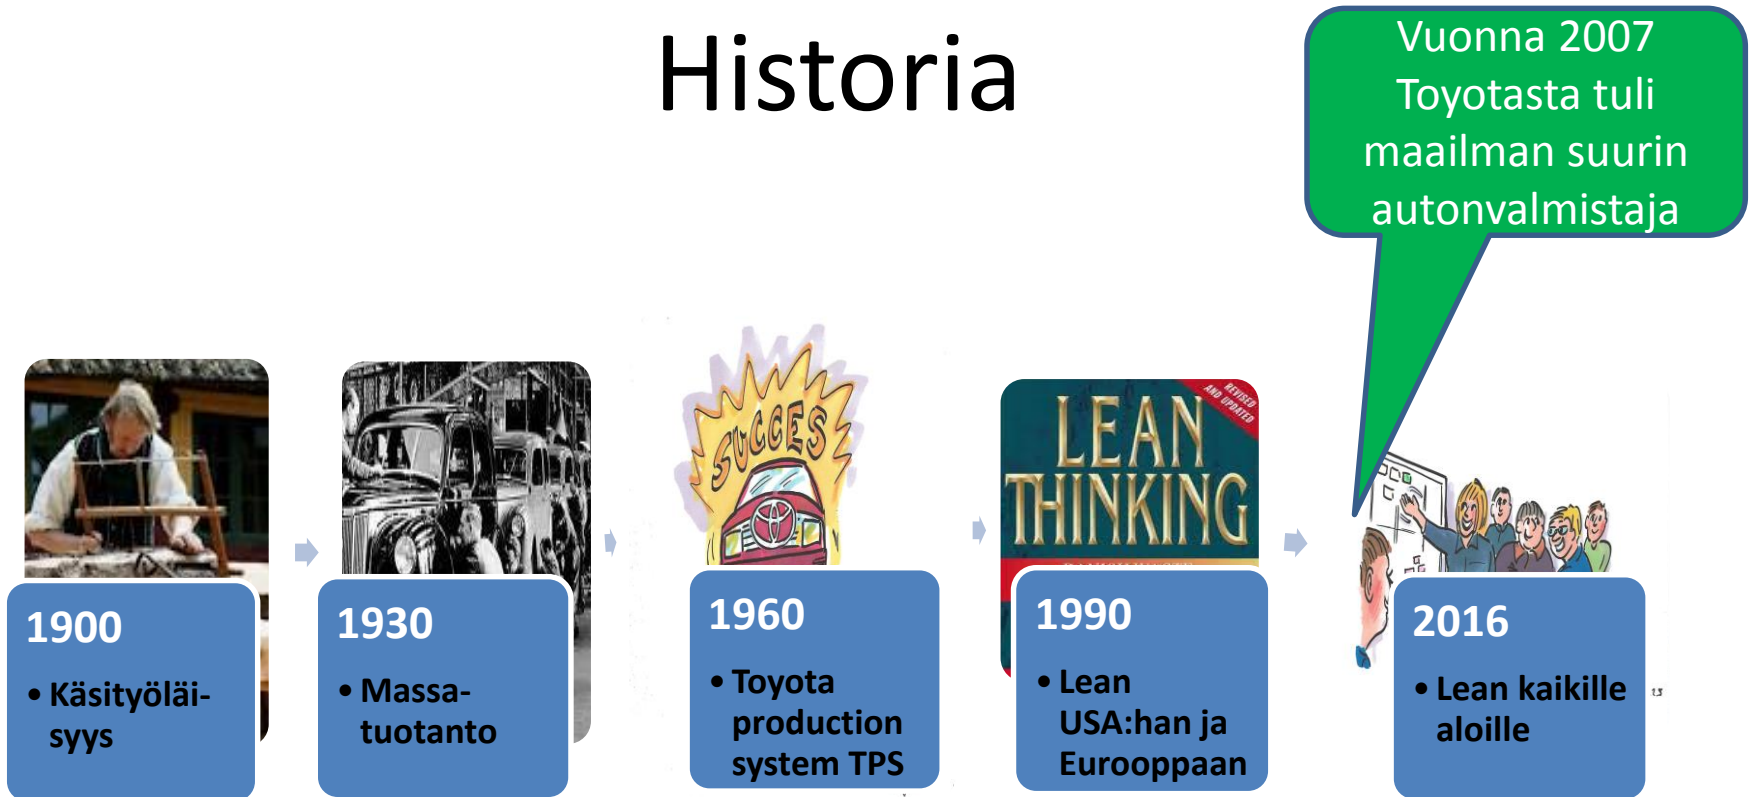 Historia
Vuonna 2007
Toyotasta tuli
maailman suurin
autonvalmistaja
1900
• Käsityöläi-
syys
1930
• Massa-
tuotanto
SUCCES
1960
• Toyota
production
system TPS
REVISED
AND UPDATED
LEAN
THINKING
1990
• Lean
USA:han ja
Eurooppaan
2016
• Lean kaikille
aloille